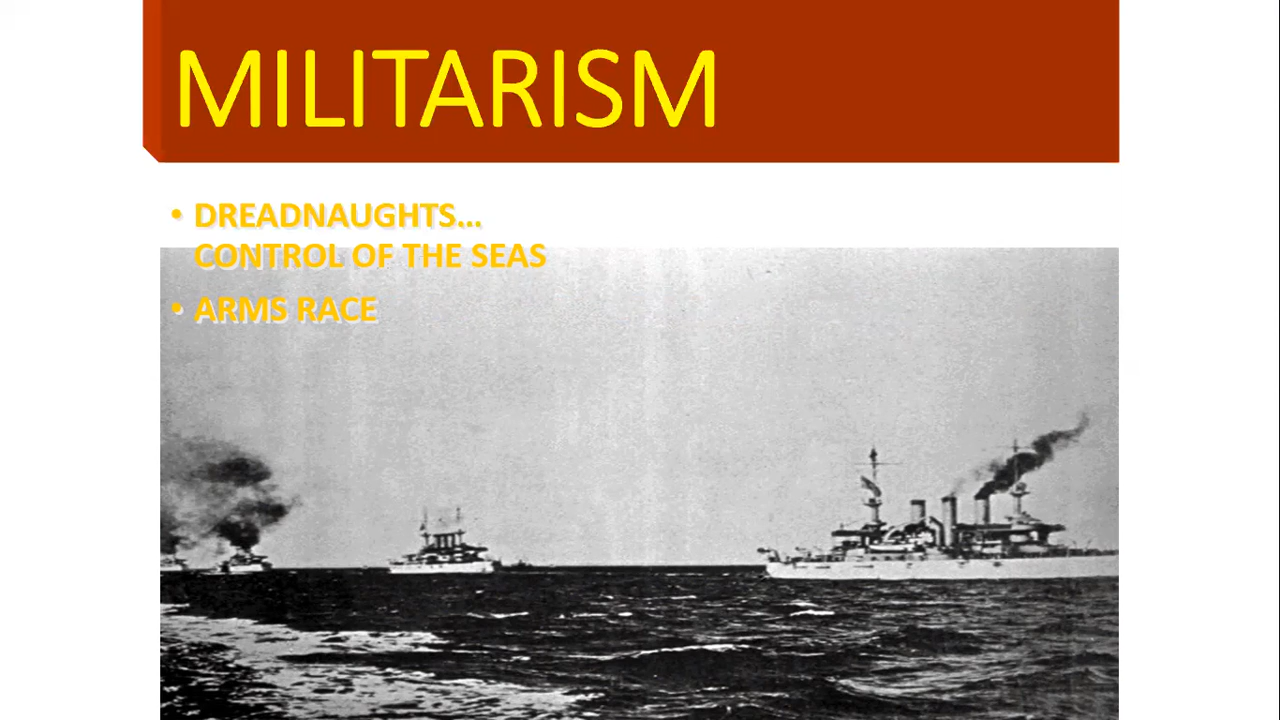 MILITARISM
• DREADNAUGHTS...
CONTROL OF THE SEAS
• ARMS RACE